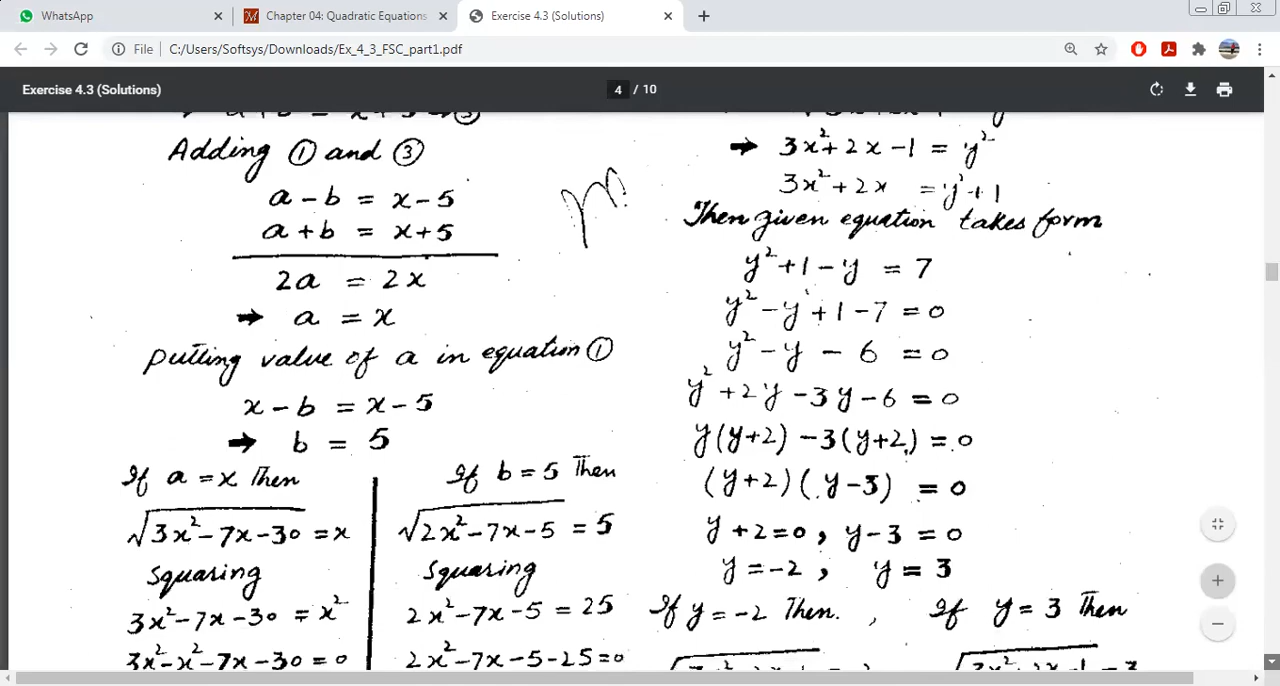 WhatsApp
Chapter 04: Quadratic Equations
Exercise 4.3 (Solutions)
File
C:/Users/Softsys/Downloads/Ex_4_3_FSC_part1.pdf
Exercise 4.3 (Solutions)
4 / 10
Adding ① and ③
a - b = x - 5
a + b = x + 5
2a = 2x
→ a = x
putting value of a in equation ①
x - b = x - 5
→ b = 5
If a = x Then
√(3x² - 7x - 30) = x
Squaring
3x² - 7x - 30 = x²
3x² - x² - 7x - 30 = 0
If b = 5 Then
√(2x² - 7x - 5) = 5
Squaring
2x² - 7x - 5 = 25
2x² - 7x - 5 - 25 = 0
→ 3x² + 2x - 1 = y²
3x² + 2x = y² + 1
Then given equation takes form
y² + 1 - y = 7
y² - y + 1 - 7 = 0
y² - y - 6 = 0
y² + 2y - 3y - 6 = 0
y(y+2) - 3(y+2) = 0
(y+2)(y-3) = 0
y + 2 = 0, y - 3 = 0
y = -2, y = 3
If y = -2 Then. , If y = 3 Then